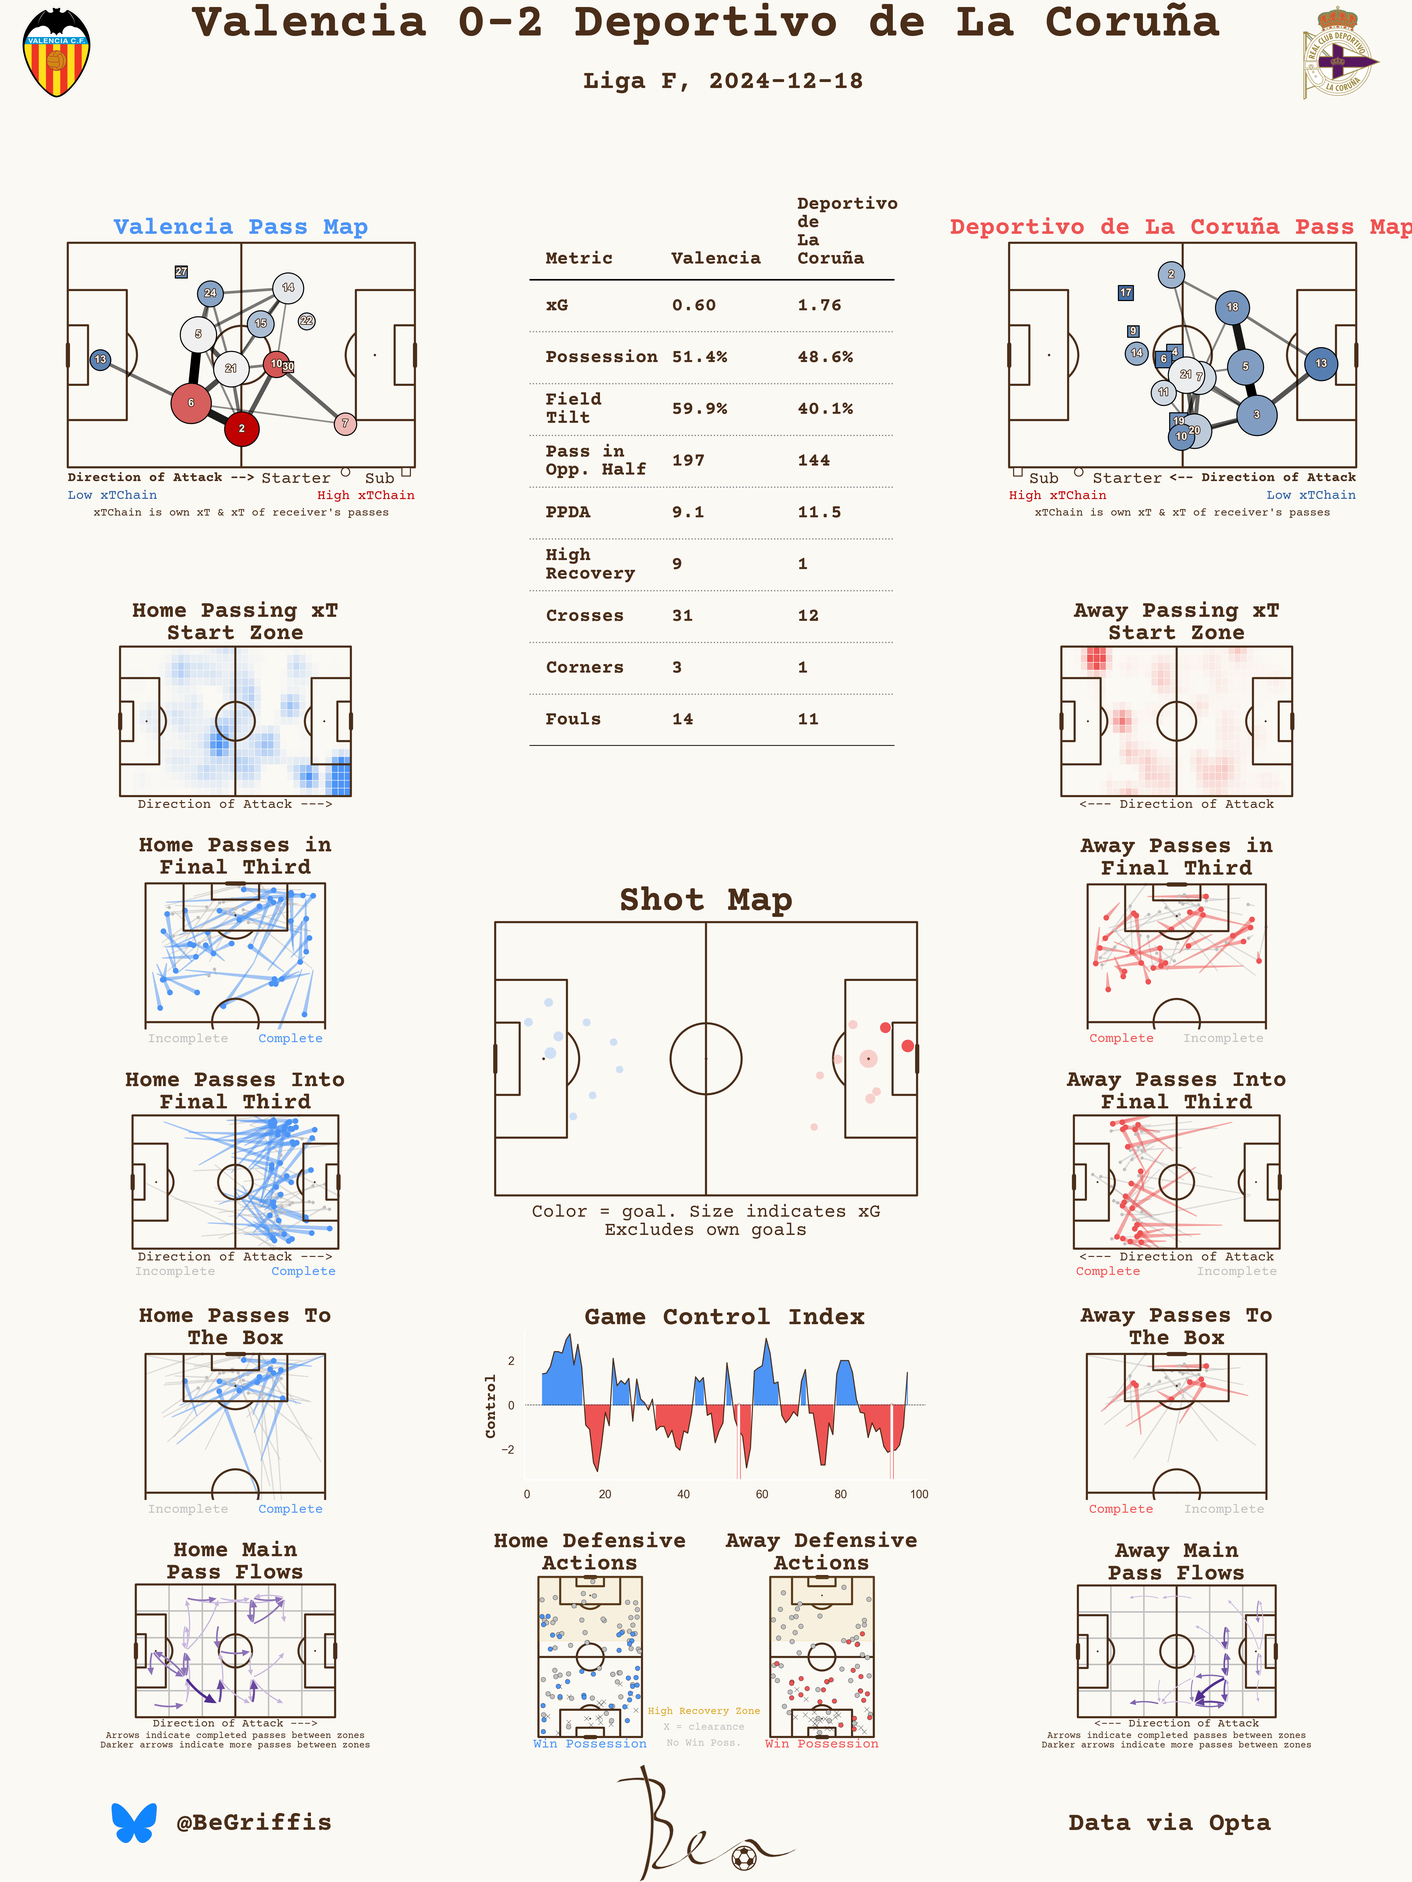 Valencia 0-2 Deportivo de La Coruña
Liga F, 2024-12-18
VALENCIA C.F.
REAL CLUB DEPORTIVO
LA CORUÑA
Valencia Pass Map
27
24
14
15
22
5
13
21
10
30
6
2
7
Direction of Attack --> Starter Sub
Low xTChain High xTChain
xTChain is own xT & xT of receiver's passes
Metric Valencia Deportivo de La Coruña
xG 0.60 1.76
Possession 51.4% 48.6%
Field Tilt 59.9% 40.1%
Pass in Opp. Half 197 144
PPDA 9.1 11.5
High Recovery 9 1
Crosses 31 12
Corners 3 1
Fouls 14 11
Deportivo de La Coruña Pass Map
2
17
18
9
14
4
6
5
13
21
7
11
3
19
20
10
Sub Starter <-- Direction of Attack
High xTChain Low xTChain
xTChain is own xT & xT of receiver's passes
Home Passing xT
Start Zone
Direction of Attack --->
Away Passing xT
Start Zone
<--- Direction of Attack
Home Passes in
Final Third
Incomplete Complete
Away Passes in
Final Third
Complete Incomplete
Shot Map
Color = goal. Size indicates xG
Excludes own goals
Home Passes Into
Final Third
Direction of Attack --->
Incomplete Complete
Away Passes Into
Final Third
<--- Direction of Attack
Complete Incomplete
Home Passes To
The Box
Incomplete Complete
Game Control Index
Control
2
0
−2
0 20 40 60 80 100
Away Passes To
The Box
Complete Incomplete
Home Main
Pass Flows
Direction of Attack --->
Arrows indicate completed passes between zones
Darker arrows indicate more passes between zones
Home Defensive
Actions
Win Possession
High Recovery Zone
X = clearance
No Win Poss.
Away Defensive
Actions
Win Possession
Away Main
Pass Flows
<--- Direction of Attack
Arrows indicate completed passes between zones
Darker arrows indicate more passes between zones
@BeGriffis
Ben
Data via Opta